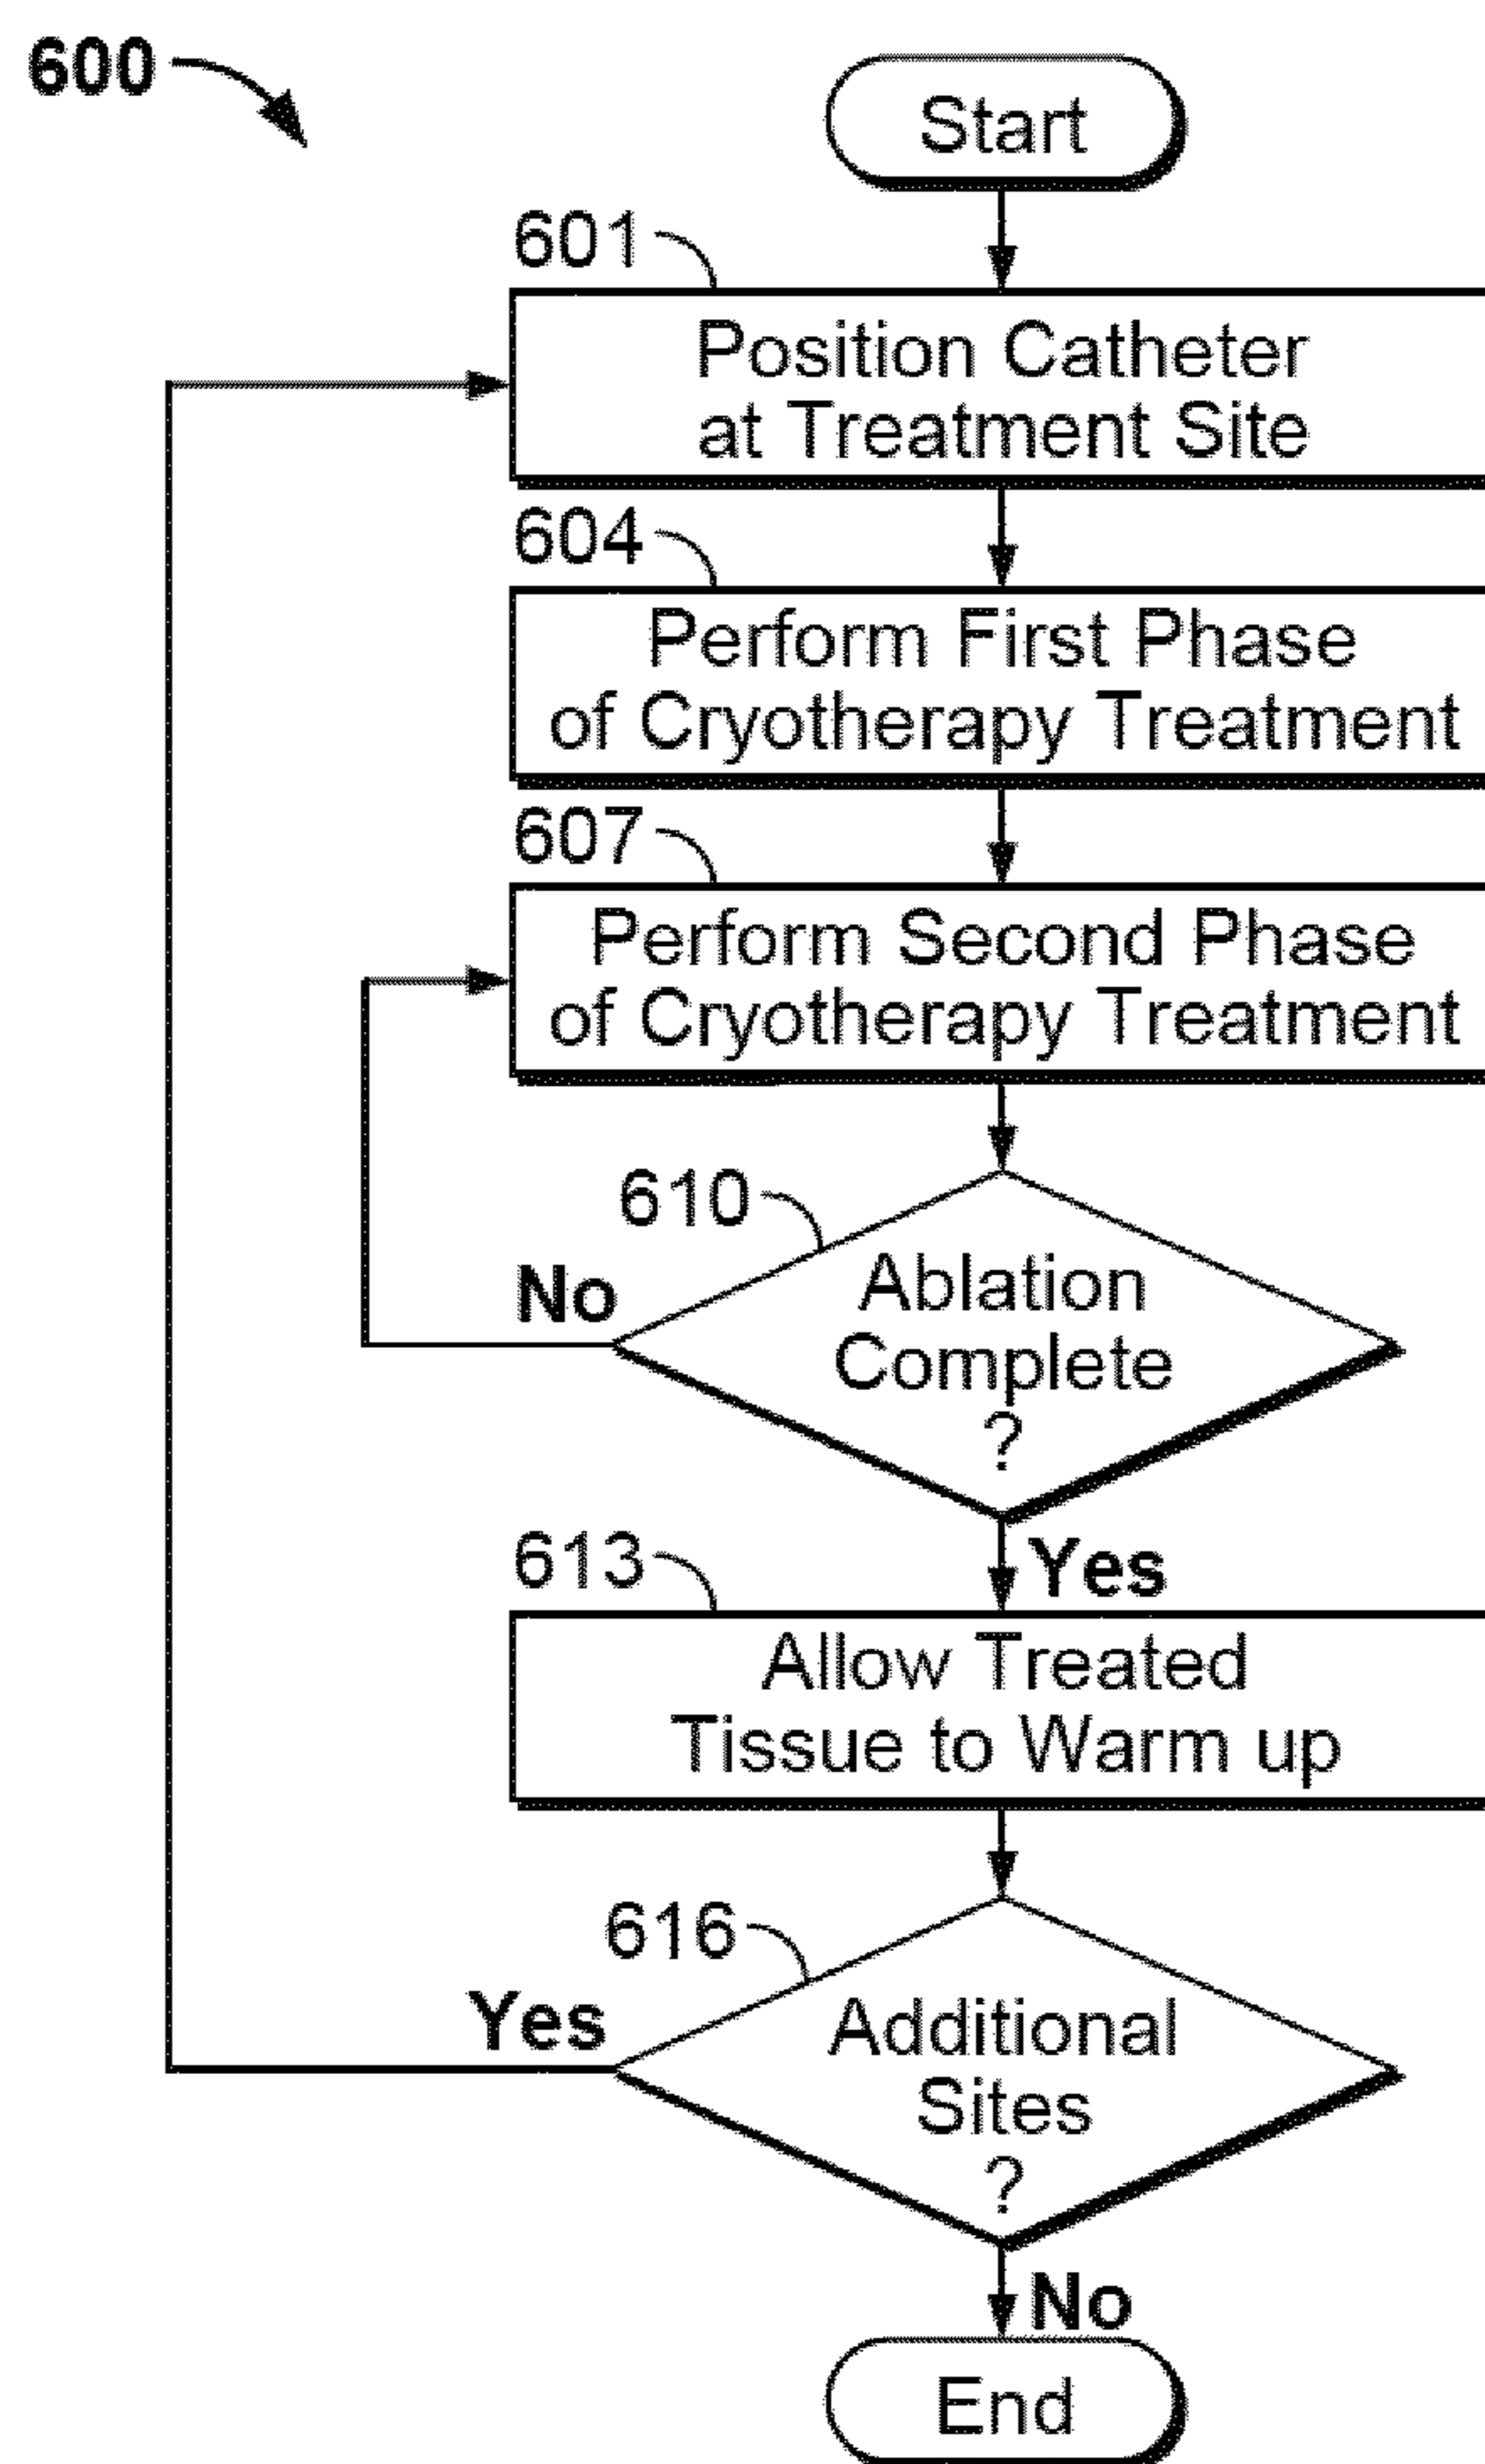 600
Start
601
Position Catheter
at Treatment Site
604
Perform First Phase
of Cryotherapy Treatment
607
Perform Second Phase
of Cryotherapy Treatment
610
Ablation
Complete
?
No
Yes
613
Allow Treated
Tissue to Warm up
616
Additional
Sites
?
Yes
No
End